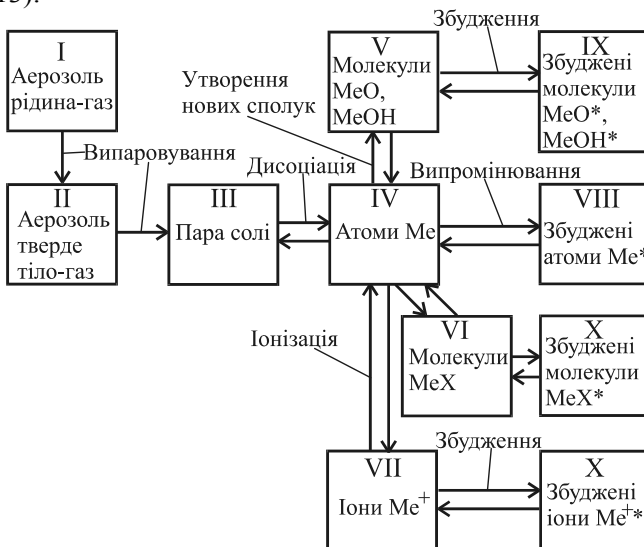 13).
Збудження
I
Аерозоль
рідина-газ
V
Молекули
MeO,
MeOH
IX
Збуджені
молекули
MeO*,
MeOH*
Утворення
нових сполук
Випаровування
Дисоціація
Випромінювання
II
Аерозоль
тверде
тіло-газ
III
Пара солі
IV
Атоми Me
VIII
Збуджені
атоми Me*
Іонізація
VI
Молекули
MeX
X
Збуджені
молекули
MeX*
Збудження
VII
Іони Me+
X
Збуджені
іони Me+*